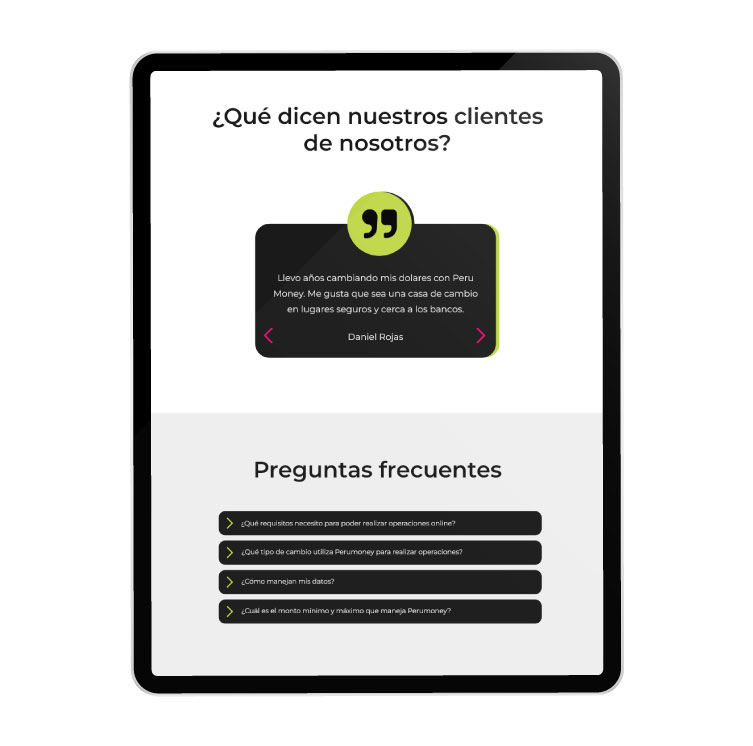 ¿Qué dicen nuestros clientes
de nosotros?
Llevo años cambiando mis dolares con Peru
Money. Me gusta que sea una casa de cambio
en lugares seguros y cerca a los bancos.
Daniel Rojas
Preguntas frecuentes
¿Qué requisitos necesito para poder realizar operaciones online?
¿Qué tipo de cambio utiliza Perumoney para realizar operaciones?
¿Cómo manejan mis datos?
¿Cuál es el monto mínimo y máximo que maneja Perumoney?